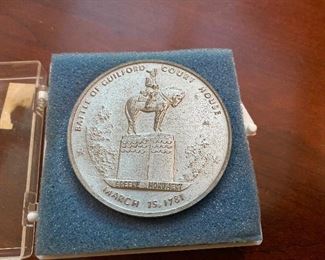 BATTLE OF GUILFORD COURT HOUSE
GREENE MONUMENT
MARCH 15, 1781